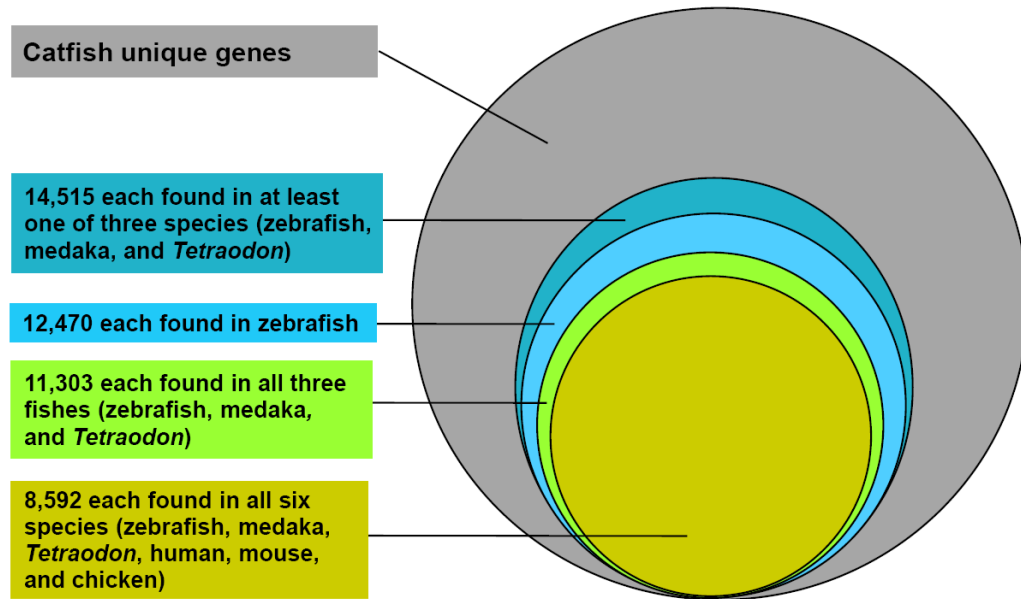 Catfish unique genes
14,515 each found in at least
one of three species (zebrafish,
medaka, and Tetraodon)
12,470 each found in zebrafish
11,303 each found in all three
fishes (zebrafish, medaka,
and Tetraodon)
8,592 each found in all six
species (zebrafish, medaka,
Tetraodon, human, mouse,
and chicken)